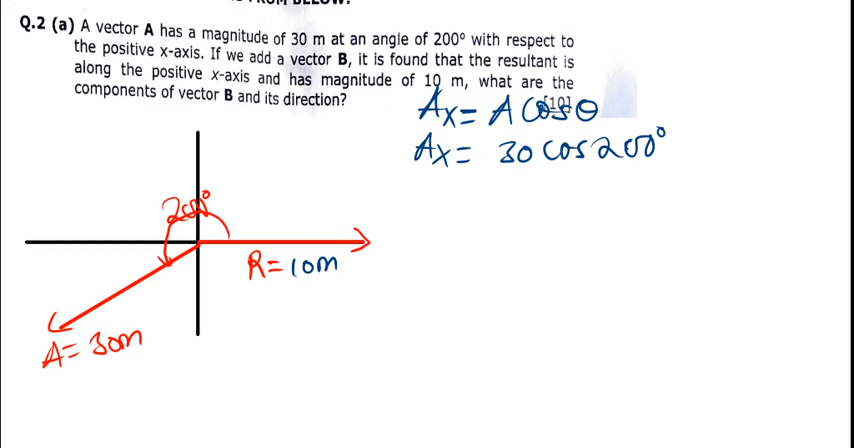 Q.2 (a) A vector A has a magnitude of 30 m at an angle of 200° with respect to
the positive x-axis. If we add a vector B, it is found that the resultant is
along the positive x-axis and has magnitude of 10 m, what are the
components of vector B and its direction?
[10]
Ax = A Cosθ
Ax = 30 cos 200°
200°
R = 10m
A = 30m